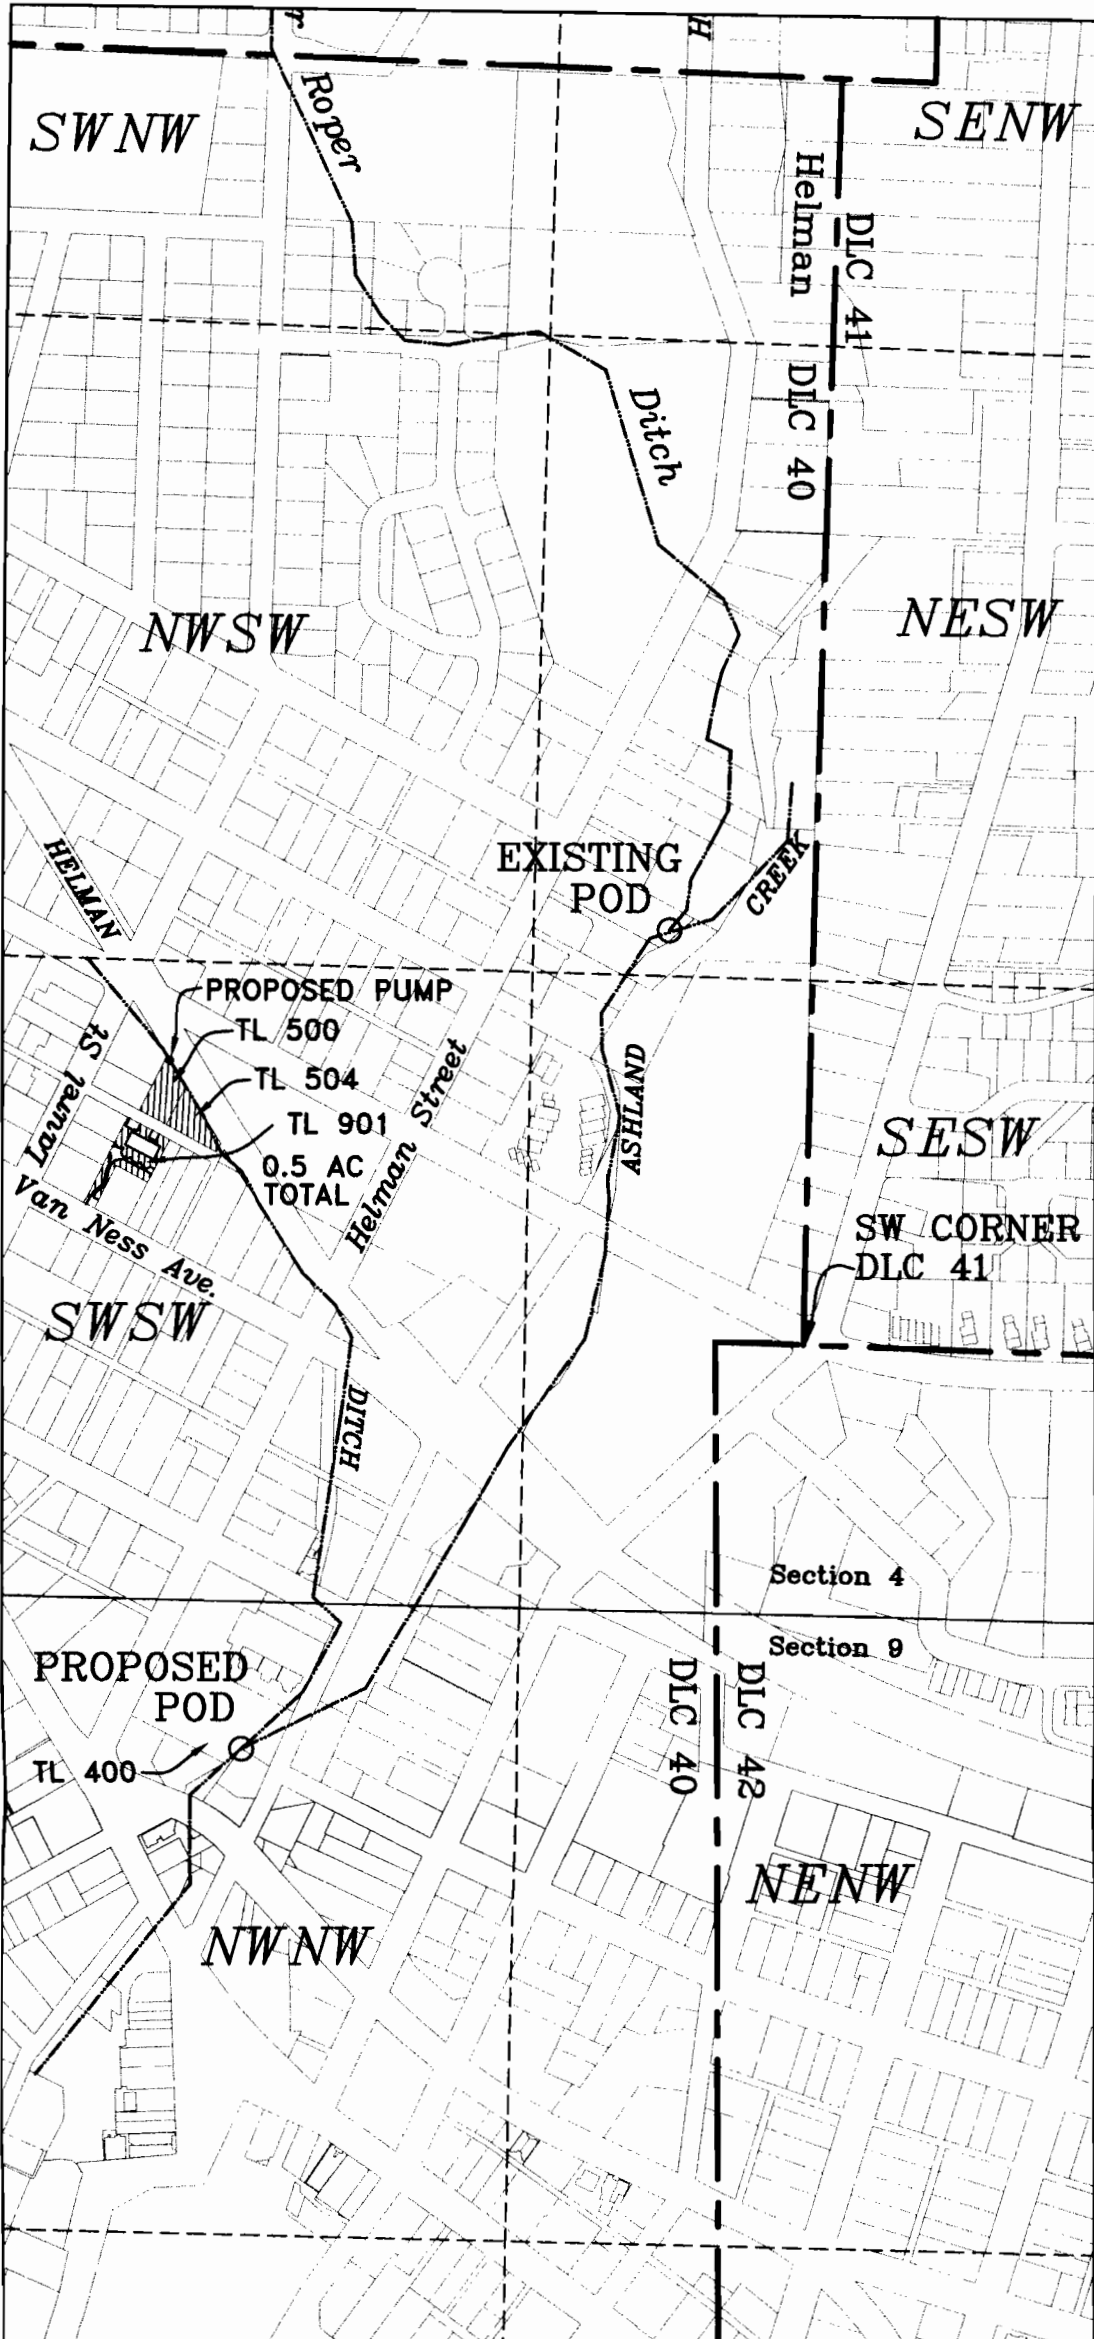 H
SWNW
Roper
SENW
Helman
DLC 41
DLC 40
Ditch
NWSW
NESW
HELMAN
EXISTING
POD
CREEK
PROPOSED PUMP
TL 500
TL 504
TL 901
0.5 AC
TOTAL
Laurel St
Helman Street
Van Ness Ave.
ASHLAND
SESW
SW CORNER
DLC 41
SWSW
DITCH
Section 4
Section 9
PROPOSED
POD
TL 400
DLC 40
DLC 42
NENW
NWNW